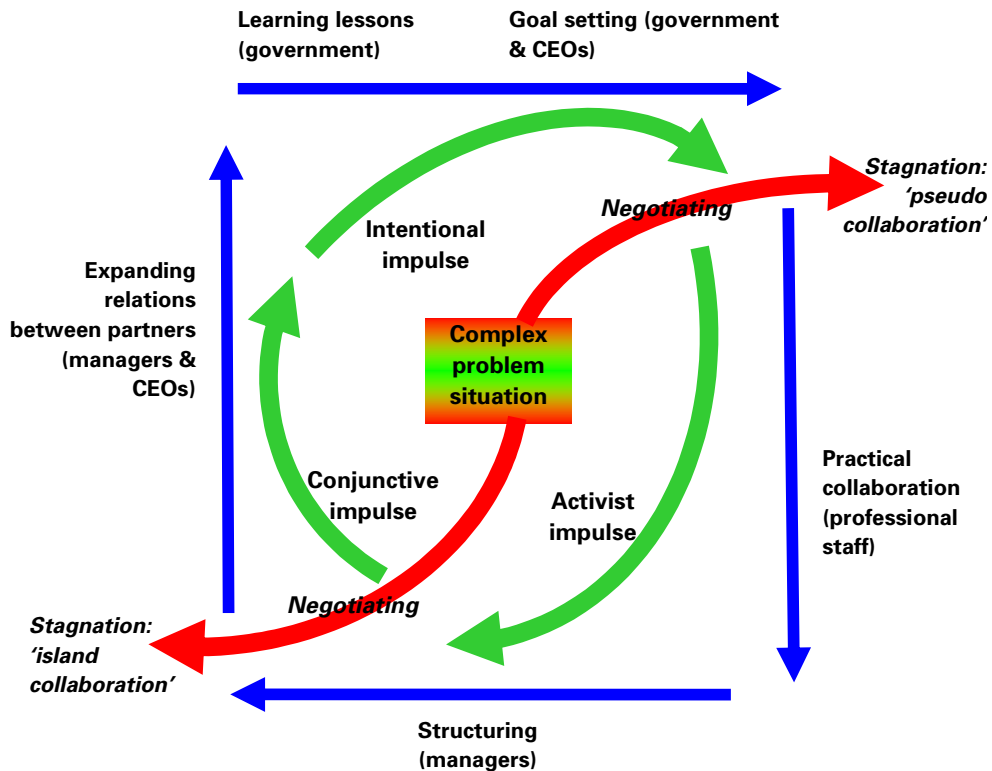 Learning lessons
(government)
Goal setting (government
& CEOs)
Stagnation:
‘pseudo
collaboration’
Negotiating
Intentional
impulse
Expanding
relations
between partners
(managers &
CEOs)
Complex
problem
situation
Practical
collaboration
(professional
staff)
Conjunctive
impulse
Activist
impulse
Negotiating
Stagnation:
‘island
collaboration’
Structuring
(managers)